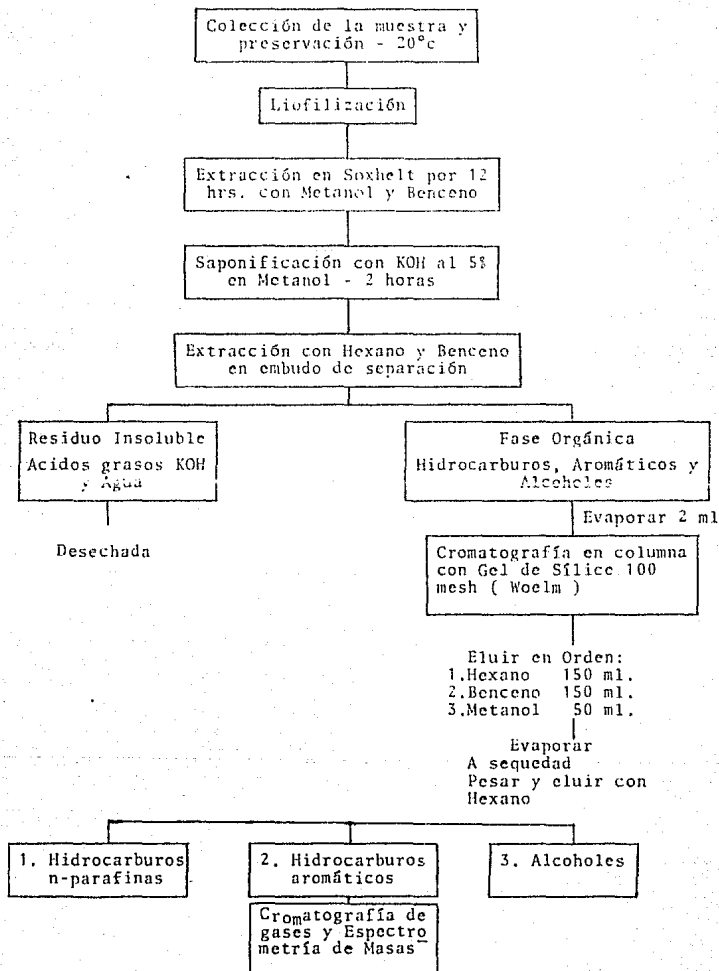 Colección de la muestra y
preservación - 20°c
Liofilización
Extracción en Soxhelt por 12
hrs. con Metanol y Benceno
Saponificación con KOH al 5%
en Metanol - 2 horas
Extracción con Hexano y Benceno
en embudo de separación
Residuo Insoluble
Acidos grasos KOH
y Agua
Desechada
Fase Orgánica
Hidrocarburos, Aromáticos y
Alcoholes
Evaporar 2 ml
Cromatografía en columna
con Gel de Sílice 100
mesh ( Woelm )
Eluir en Orden:
1.Hexano 150 ml.
2.Benceno 150 ml.
3.Metanol 50 ml.
Evaporar
A sequedad
Pesar y eluir con
Hexano
1. Hidrocarburos
n-parafinas
2. Hidrocarburos
aromáticos
3. Alcoholes
Cromatografía de
gases y Espectro
metría de Masas